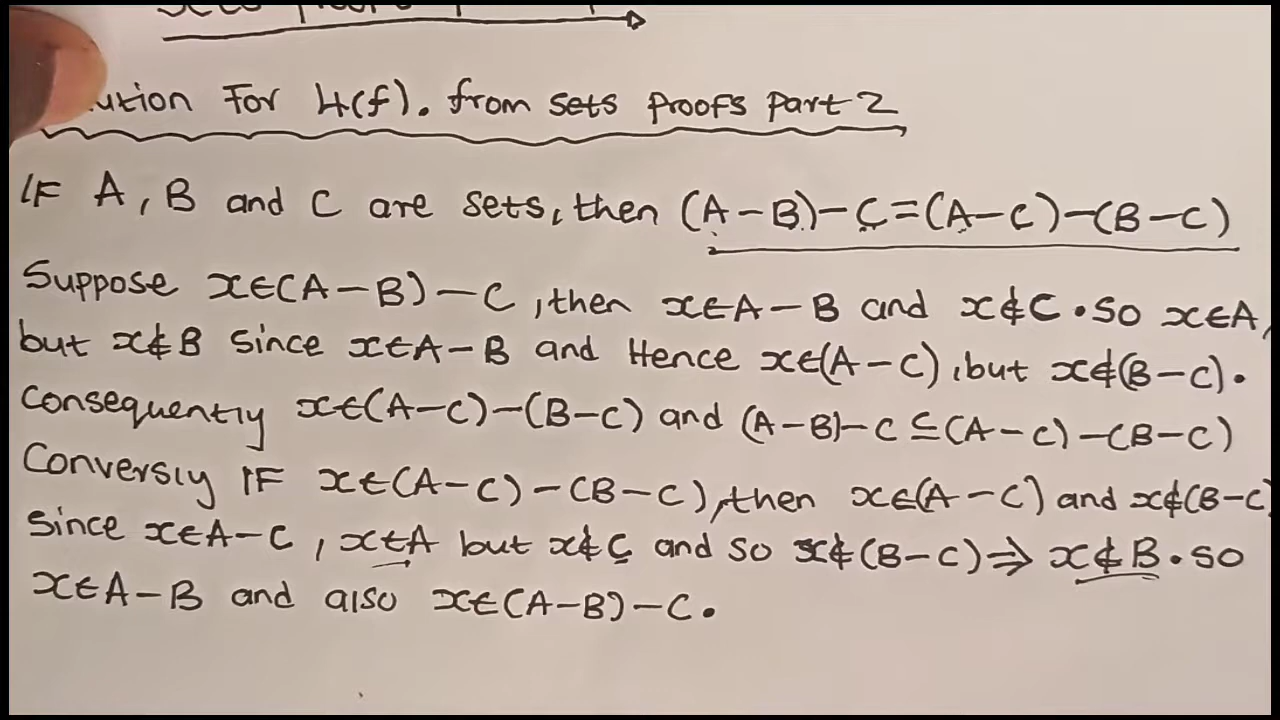 ution For 4(f). from sets proofs part 2
IF A, B and C are sets, then (A-B)-C=(A-C)-(B-C)
Suppose x∈(A-B)-C, then x∈A-B and x∉C. So x∈A,
but x∉B since x∈A-B and Hence x∈(A-C), but x∉(B-C).
Consequently x∈(A-C)-(B-C) and (A-B)-C⊆(A-C)-(B-C)
Conversly IF x∈(A-C)-(B-C), then x∈(A-C) and x∉(B-C)
since x∈A-C, x∈A but x∉C and so x∉(B-C)⇒ x∉B. so
x∈A-B and also x∈(A-B)-C.